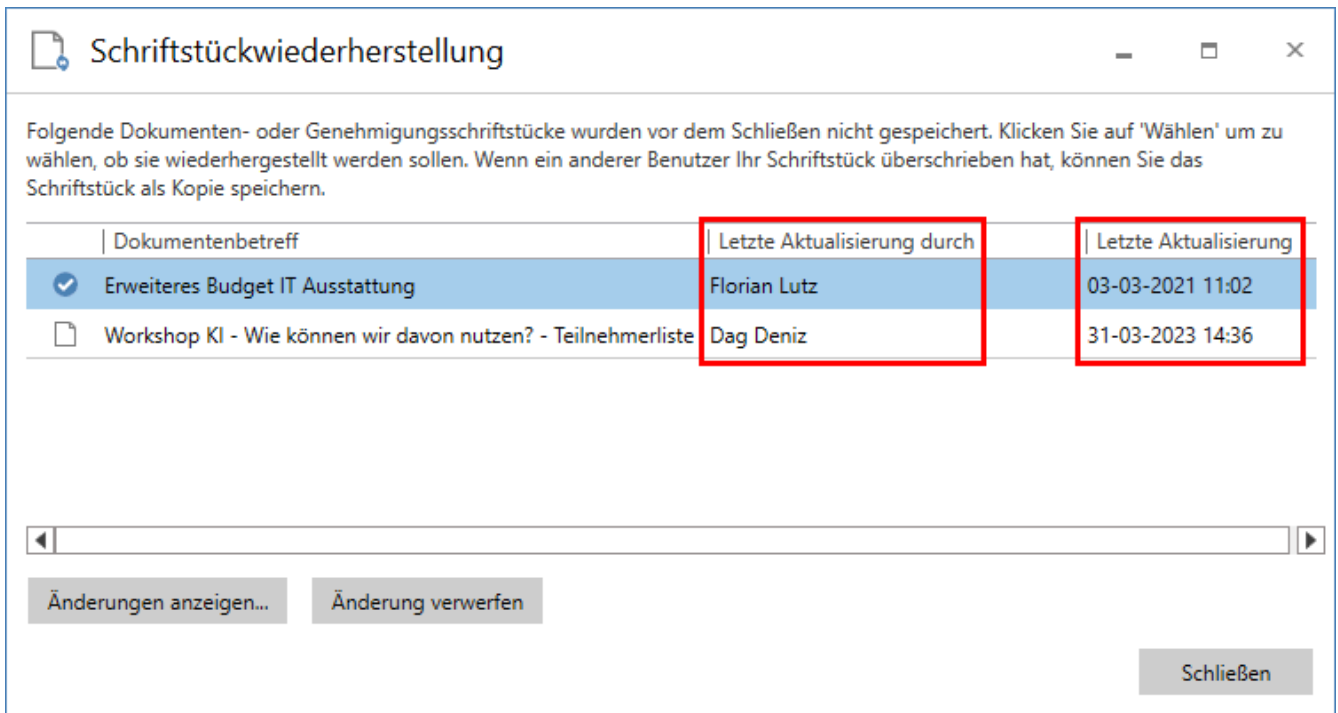 Schriftstückwiederherstellung
Folgende Dokumenten- oder Genehmigungsschriftstücke wurden vor dem Schließen nicht gespeichert. Klicken Sie auf 'Wählen' um zu
wählen, ob sie wiederhergestellt werden sollen. Wenn ein anderer Benutzer Ihr Schriftstück überschrieben hat, können Sie das
Schriftstück als Kopie speichern.
Dokumentenbetreff Letzte Aktualisierung durch Letzte Aktualisierung
Erweiteres Budget IT Ausstattung Florian Lutz 03-03-2021 11:02
Workshop KI - Wie können wir davon nutzen? - Teilnehmerliste Dag Deniz 31-03-2023 14:36
Änderungen anzeigen... Änderung verwerfen
Schließen